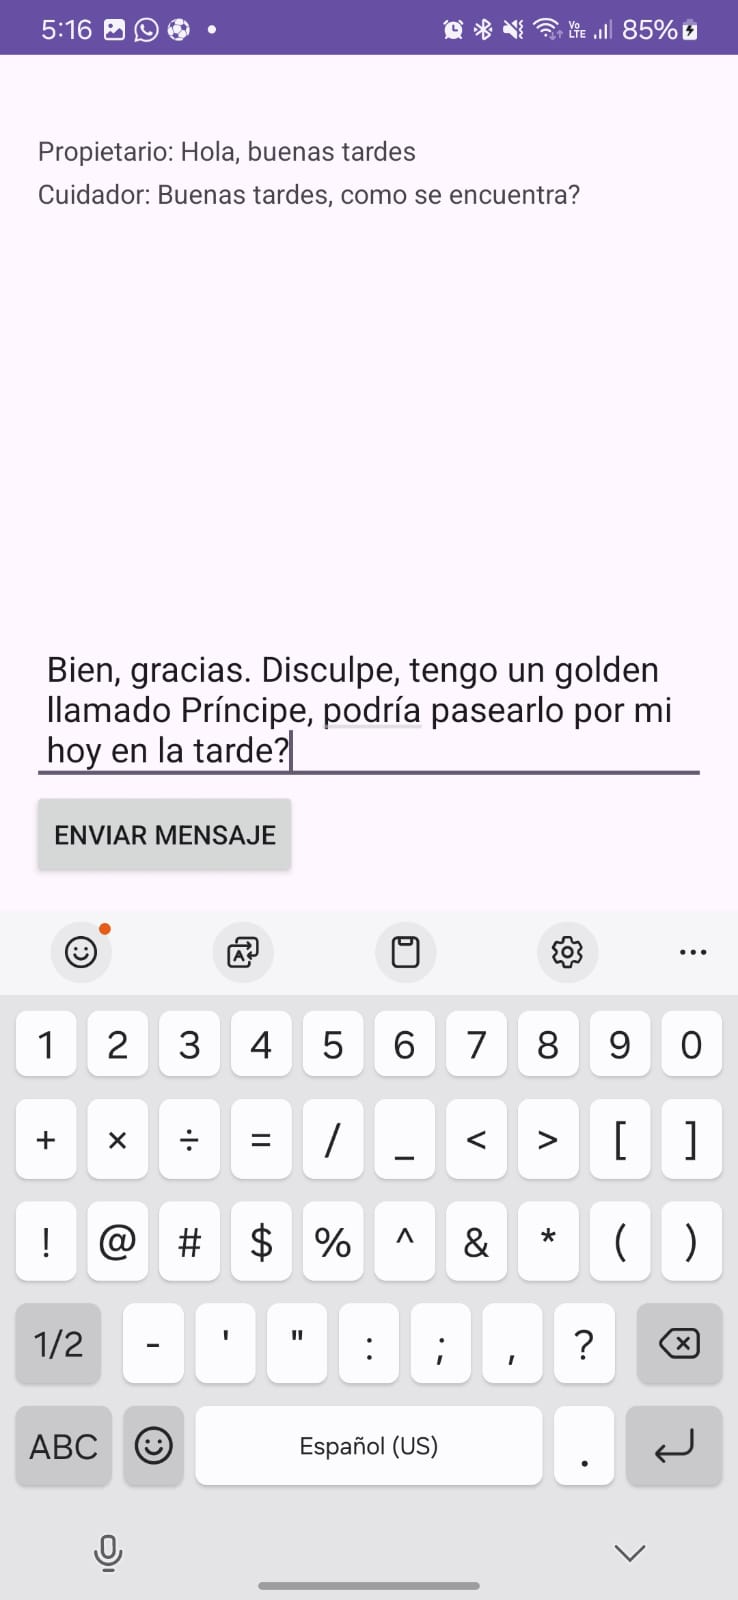 5:16 85%
Propietario: Hola, buenas tardes
Cuidador: Buenas tardes, como se encuentra?
Bien, gracias. Disculpe, tengo un golden
llamado Príncipe, podría pasearlo por mi
hoy en la tarde?
ENVIAR MENSAJE
1 2 3 4 5 6 7 8 9 0
+ × ÷ = / _ < > [ ]
! @ # $ % ^ & * ( )
1/2 - ' " : ; , ?
ABC Español (US) .